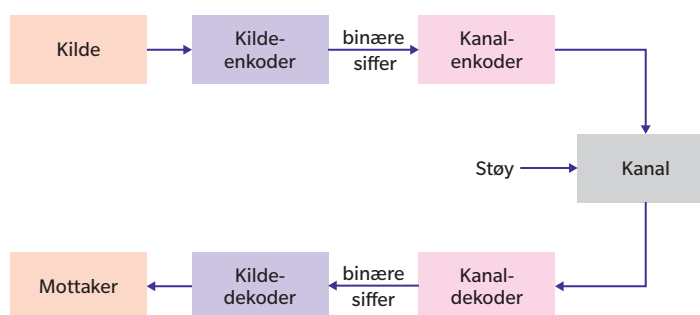 Kilde
Kilde-
enkoder
binære
siffer
Kanal-
enkoder
Støy
Kanal
Mottaker
Kilde-
dekoder
binære
siffer
Kanal-
dekoder